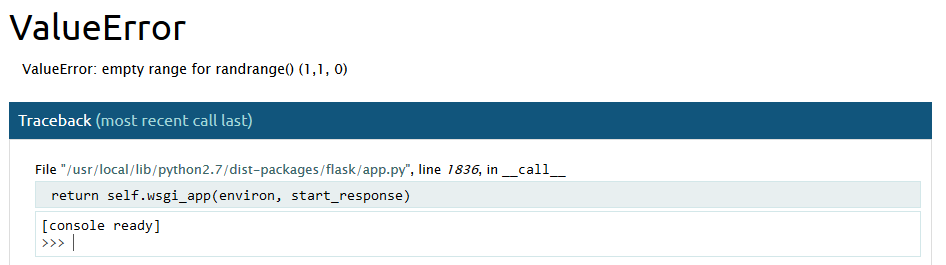 ValueError
ValueError: empty range for randrange() (1,1, 0)
Traceback (most recent call last)
File "/usr/local/lib/python2.7/dist-packages/flask/app.py", line 1836, in __call__
return self.wsgi_app(environ, start_response)
[console ready]
>>>